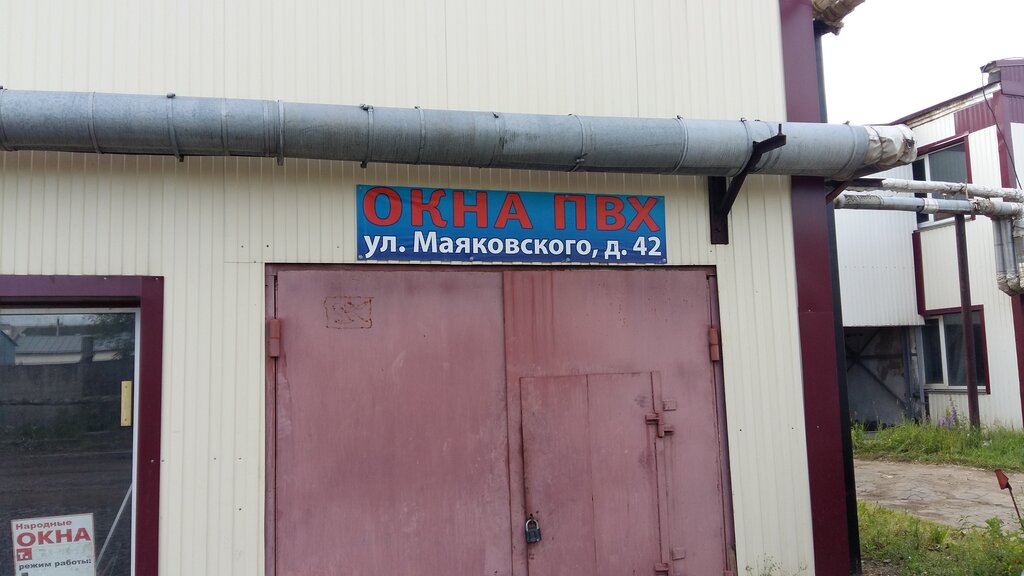 ОКНА ПВХ
ул. Маяковского, д. 42
Народные
ОКНА
режим работы: